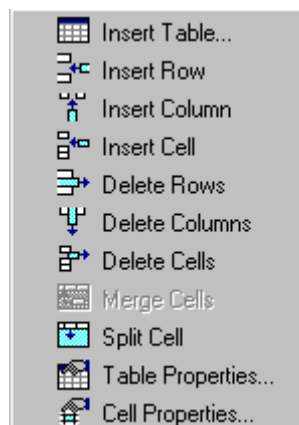 Insert Table...
Insert Row
Insert Column
Insert Cell
Delete Rows
Delete Columns
Delete Cells
Merge Cells
Split Cell
Table Properties...
Cell Properties...